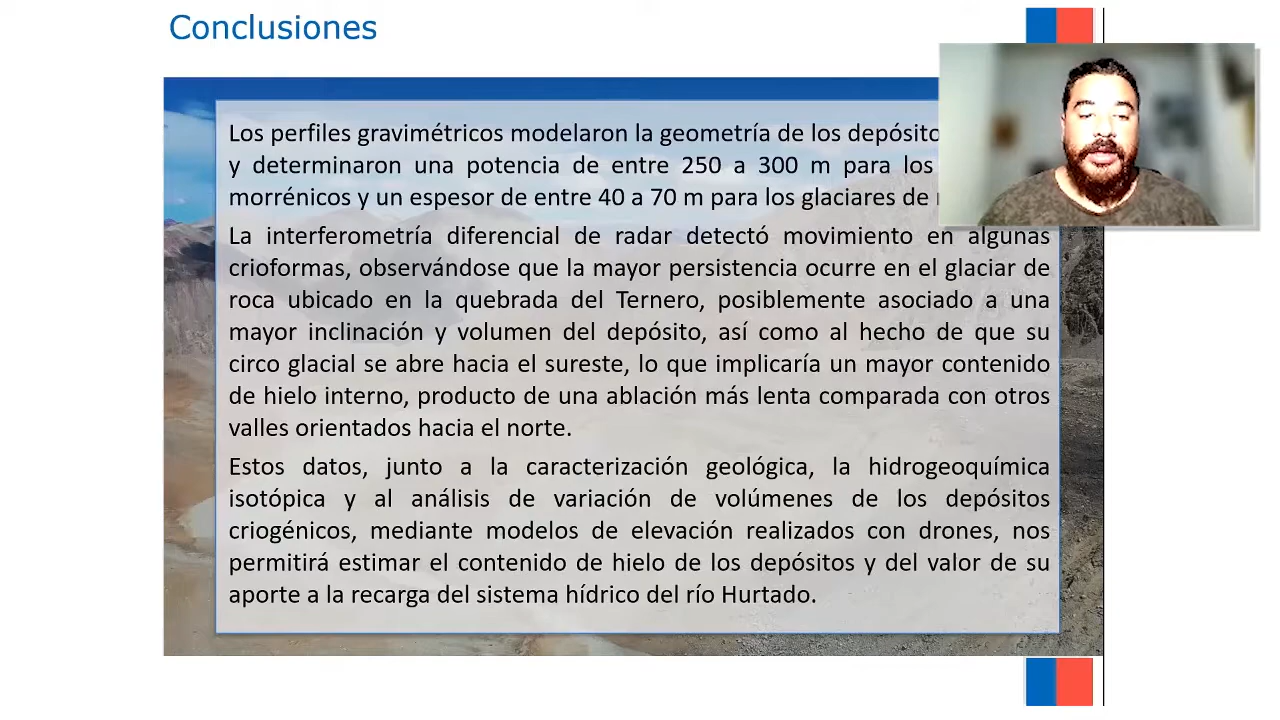 Conclusiones
Los perfiles gravimétricos modelaron la geometría de los
y determinaron una potencia de entre 250 a 300 m para los
morrénicos y un espesor de entre 40 a 70 m para los glaciares de
La interferometría diferencial de radar detectó movimiento en algunas
crioformas, observándose que la mayor persistencia ocurre en el glaciar de
roca ubicado en la quebrada del Ternero, posiblemente asociado a una
mayor inclinación y volumen del depósito, así como al hecho de que su
circo glacial se abre hacia el sureste, lo que implicaría un mayor contenido
de hielo interno, producto de una ablación más lenta comparada con otros
valles orientados hacia el norte.
Estos datos, junto a la caracterización geológica, la hidrogeoquímica
isotópica y al análisis de variación de volúmenes de los depósitos
criogénicos, mediante modelos de elevación realizados con drones, nos
permitirá estimar el contenido de hielo de los depósitos y del valor de su
aporte a la recarga del sistema hídrico del río Hurtado.